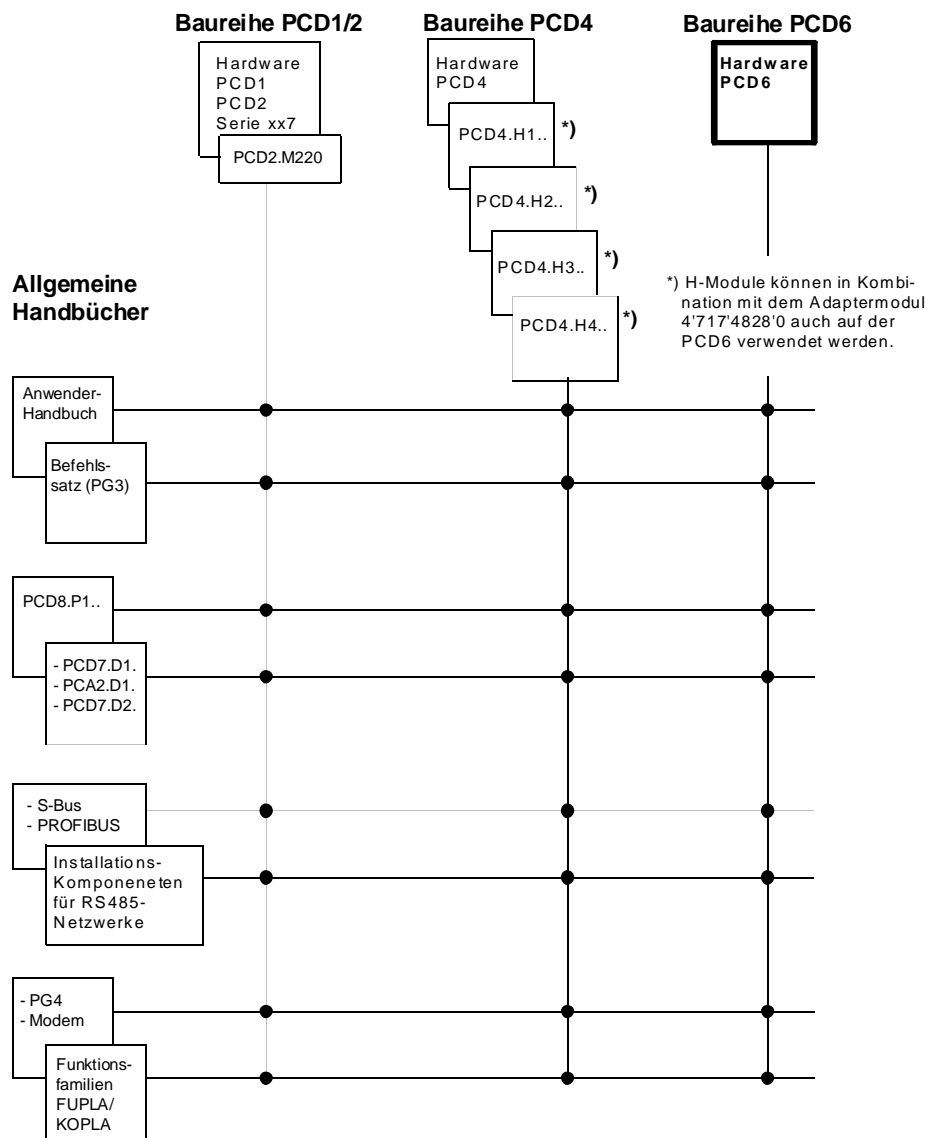 Baureihe PCD1/2
Baureihe PCD4
Baureihe PCD6
Hardware
PCD1
PCD2
Serie xx7
PCD2.M220
Hardware
PCD4
PCD4.H1..
*)
PCD4.H2..
*)
PCD4.H3..
*)
PCD4.H4..
*)
Hardware
PCD6
*) H-Module können in Kombi-
nation mit dem Adaptermodul
4'717'4828'0 auch auf der
PCD6 verwendet werden.
Allgemeine
Handbücher
Anwender-
Handbuch
Befehls-
satz (PG3)
PCD8.P1..
- PCD7.D1.
- PCA2.D1.
- PCD7.D2.
- S-Bus
- PROFIBUS
Installations-
Komponeneten
für RS485-
Netzwerke
- PG4
- Modem
Funktions-
familien
FUPLA/
KOPLA